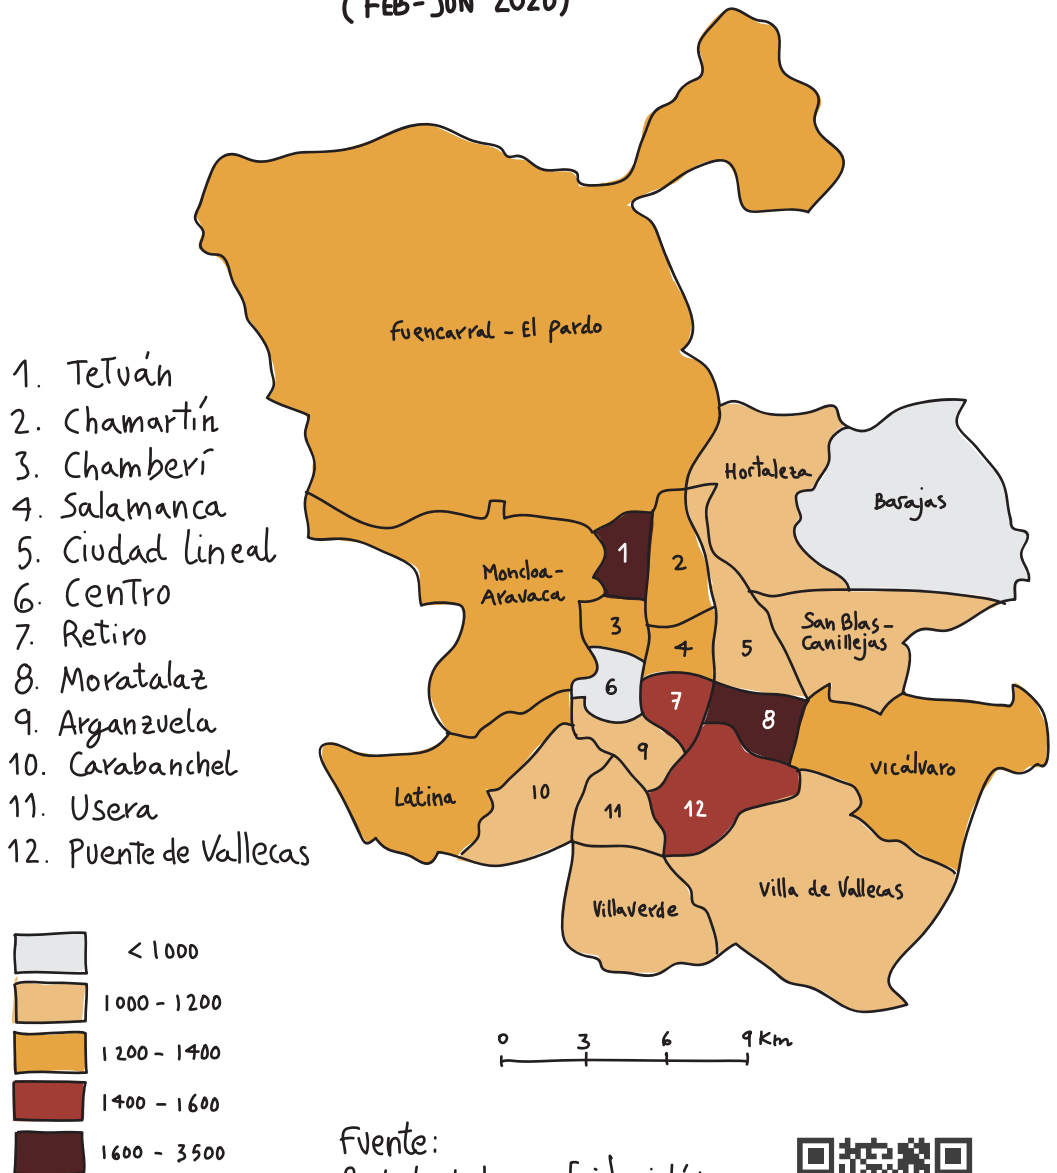 (FEB-JUN 2020)
Fuencarral - El Pardo
1. Tetuán
2. Chamartín
3. Chamberí
4. Salamanca
5. Ciudad lineal
6. Centro
7. Retiro
8. Moratalaz
9. Arganzuela
10. Carabanchel
11. Usera
12. Puente de Vallecas
Hortaleza
Barajas
Moncloa-
Aravaca
1
2
3
4
5
San Blas-
Canillejas
6
7
8
9
Vicálvaro
Latina
10
11
12
Villa de Vallecas
Villaverde
< 1000
1000 - 1200
1200 - 1400
1400 - 1600
1600 - 3500
0 3 6 9 Km
Fuente: